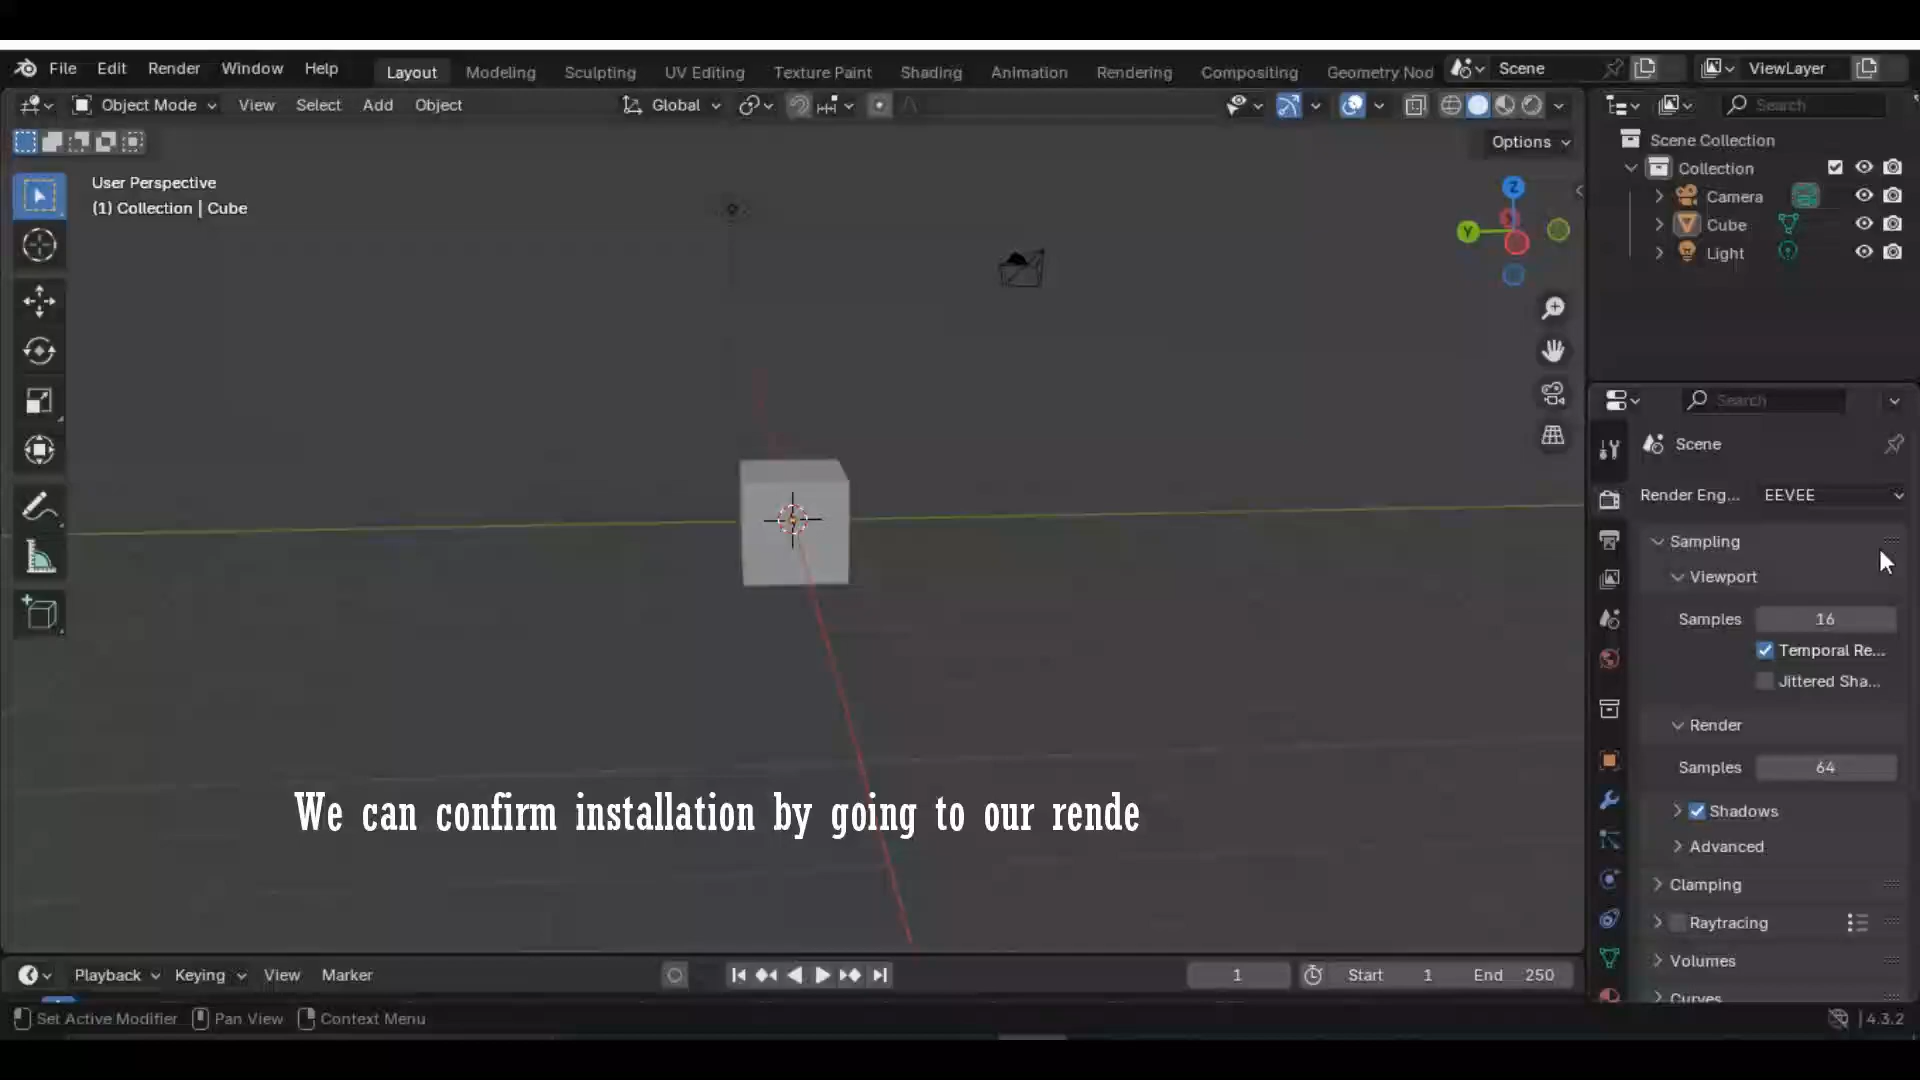 File Edit Render Window Help Layout Modeling Sculpting UV Editing Texture Paint Shading Animation Rendering Compositing Geometry Nod Scene ViewLayer
Object Mode View Select Add Object Global Search
Options
User Perspective
(1) Collection | Cube
Z
Y
Scene Collection
Collection
Camera
Cube
Light
Search
Scene
Render Eng... EEVEE
Sampling
Viewport
Samples 16
Temporal Re...
Jittered Sha...
Render
Samples 64
Shadows
Advanced
Clamping
Raytracing
Volumes
Curves
We can confirm installation by going to our rende
Playback Keying View Marker 1 Start 1 End 250
Set Active Modifier Pan View Context Menu 4.3.2